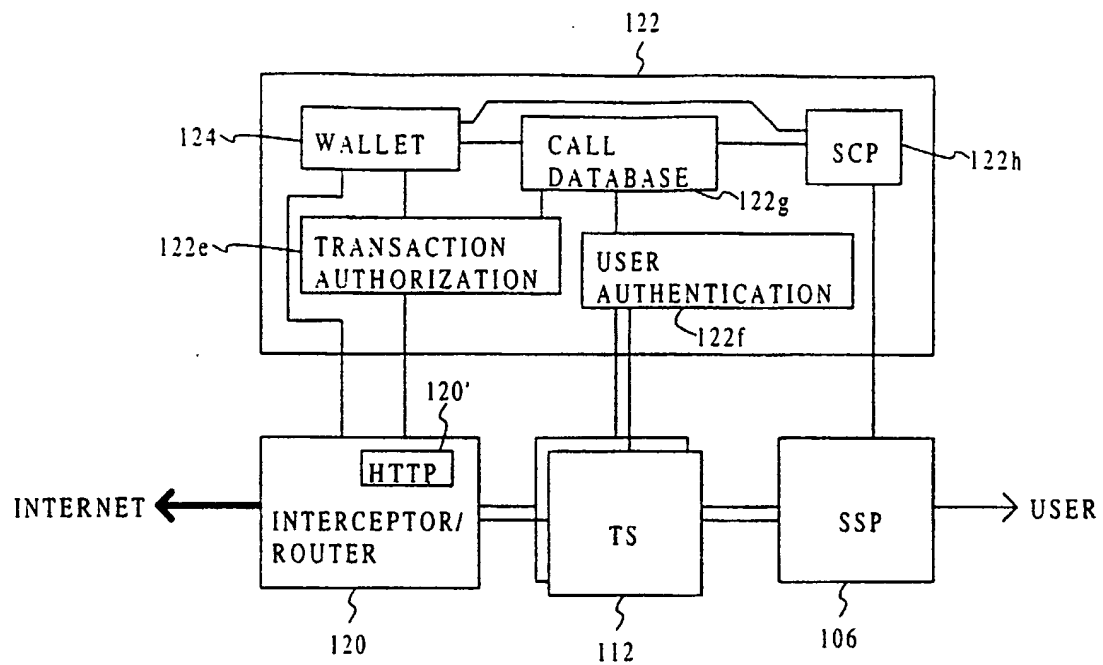 122
124
WALLET
CALL
DATABASE
SCP
122h
122g
122e
TRANSACTION
AUTHORIZATION
USER
AUTHENTICATION
122f
120'
HTTP
INTERNET
INTERCEPTOR/
ROUTER
TS
SSP
USER
120
112
106